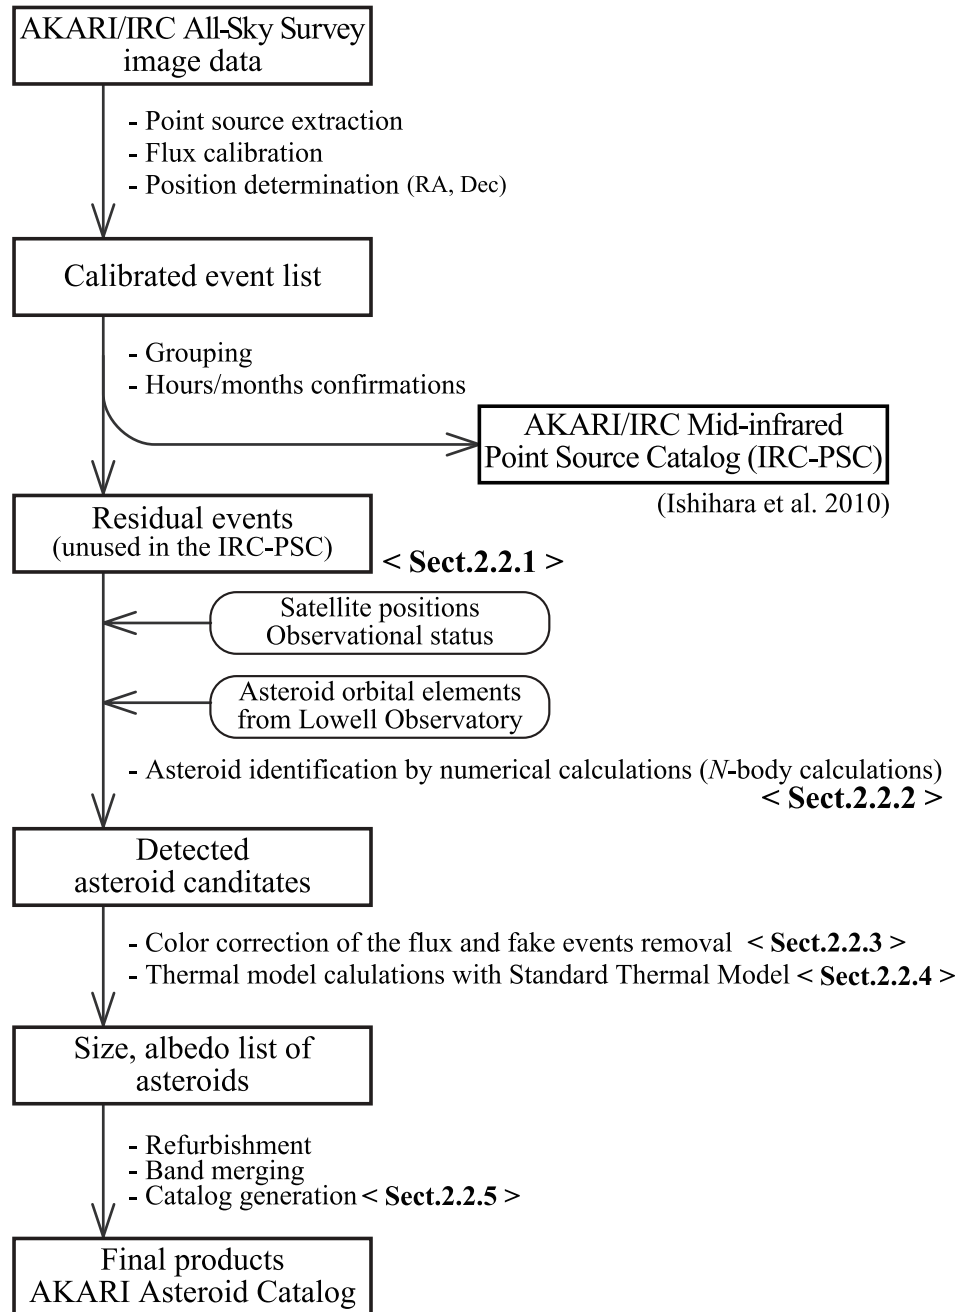 AKARI/IRC All-Sky Survey
image data
- Point source extraction
- Flux calibration
- Position determination (RA, Dec)
Calibrated event list
- Grouping
- Hours/months confirmations
AKARI/IRC Mid-infrared
Point Source Catalog (IRC-PSC)
(Ishihara et al. 2010)
Residual events
(unused in the IRC-PSC)
< Sect.2.2.1 >
Satellite positions
Observational status
Asteroid orbital elements
from Lowell Observatory
- Asteroid identification by numerical calculations (N-body calculations)
< Sect.2.2.2 >
Detected
asteroid canditates
- Color correction of the flux and fake events removal < Sect.2.2.3 >
- Thermal model calulations with Standard Thermal Model < Sect.2.2.4 >
Size, albedo list of
asteroids
- Refurbishment
- Band merging
- Catalog generation < Sect.2.2.5 >
Final products
AKARI Asteroid Catalog